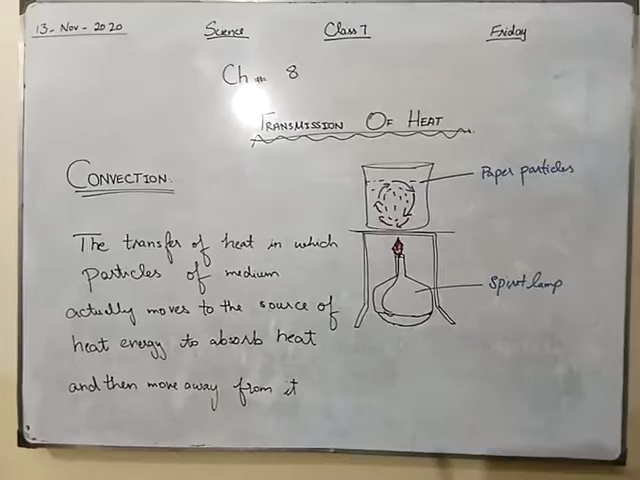 13- Nov - 2020 Science Class 7 Friday
Ch # 8
TRANSMISSION OF HEAT
CONVECTION:
Paper particles
The transfer of heat in which
particles of medium
Spirit lamp
actually moves to the source of
heat energy to absorb heat
and then move away from it